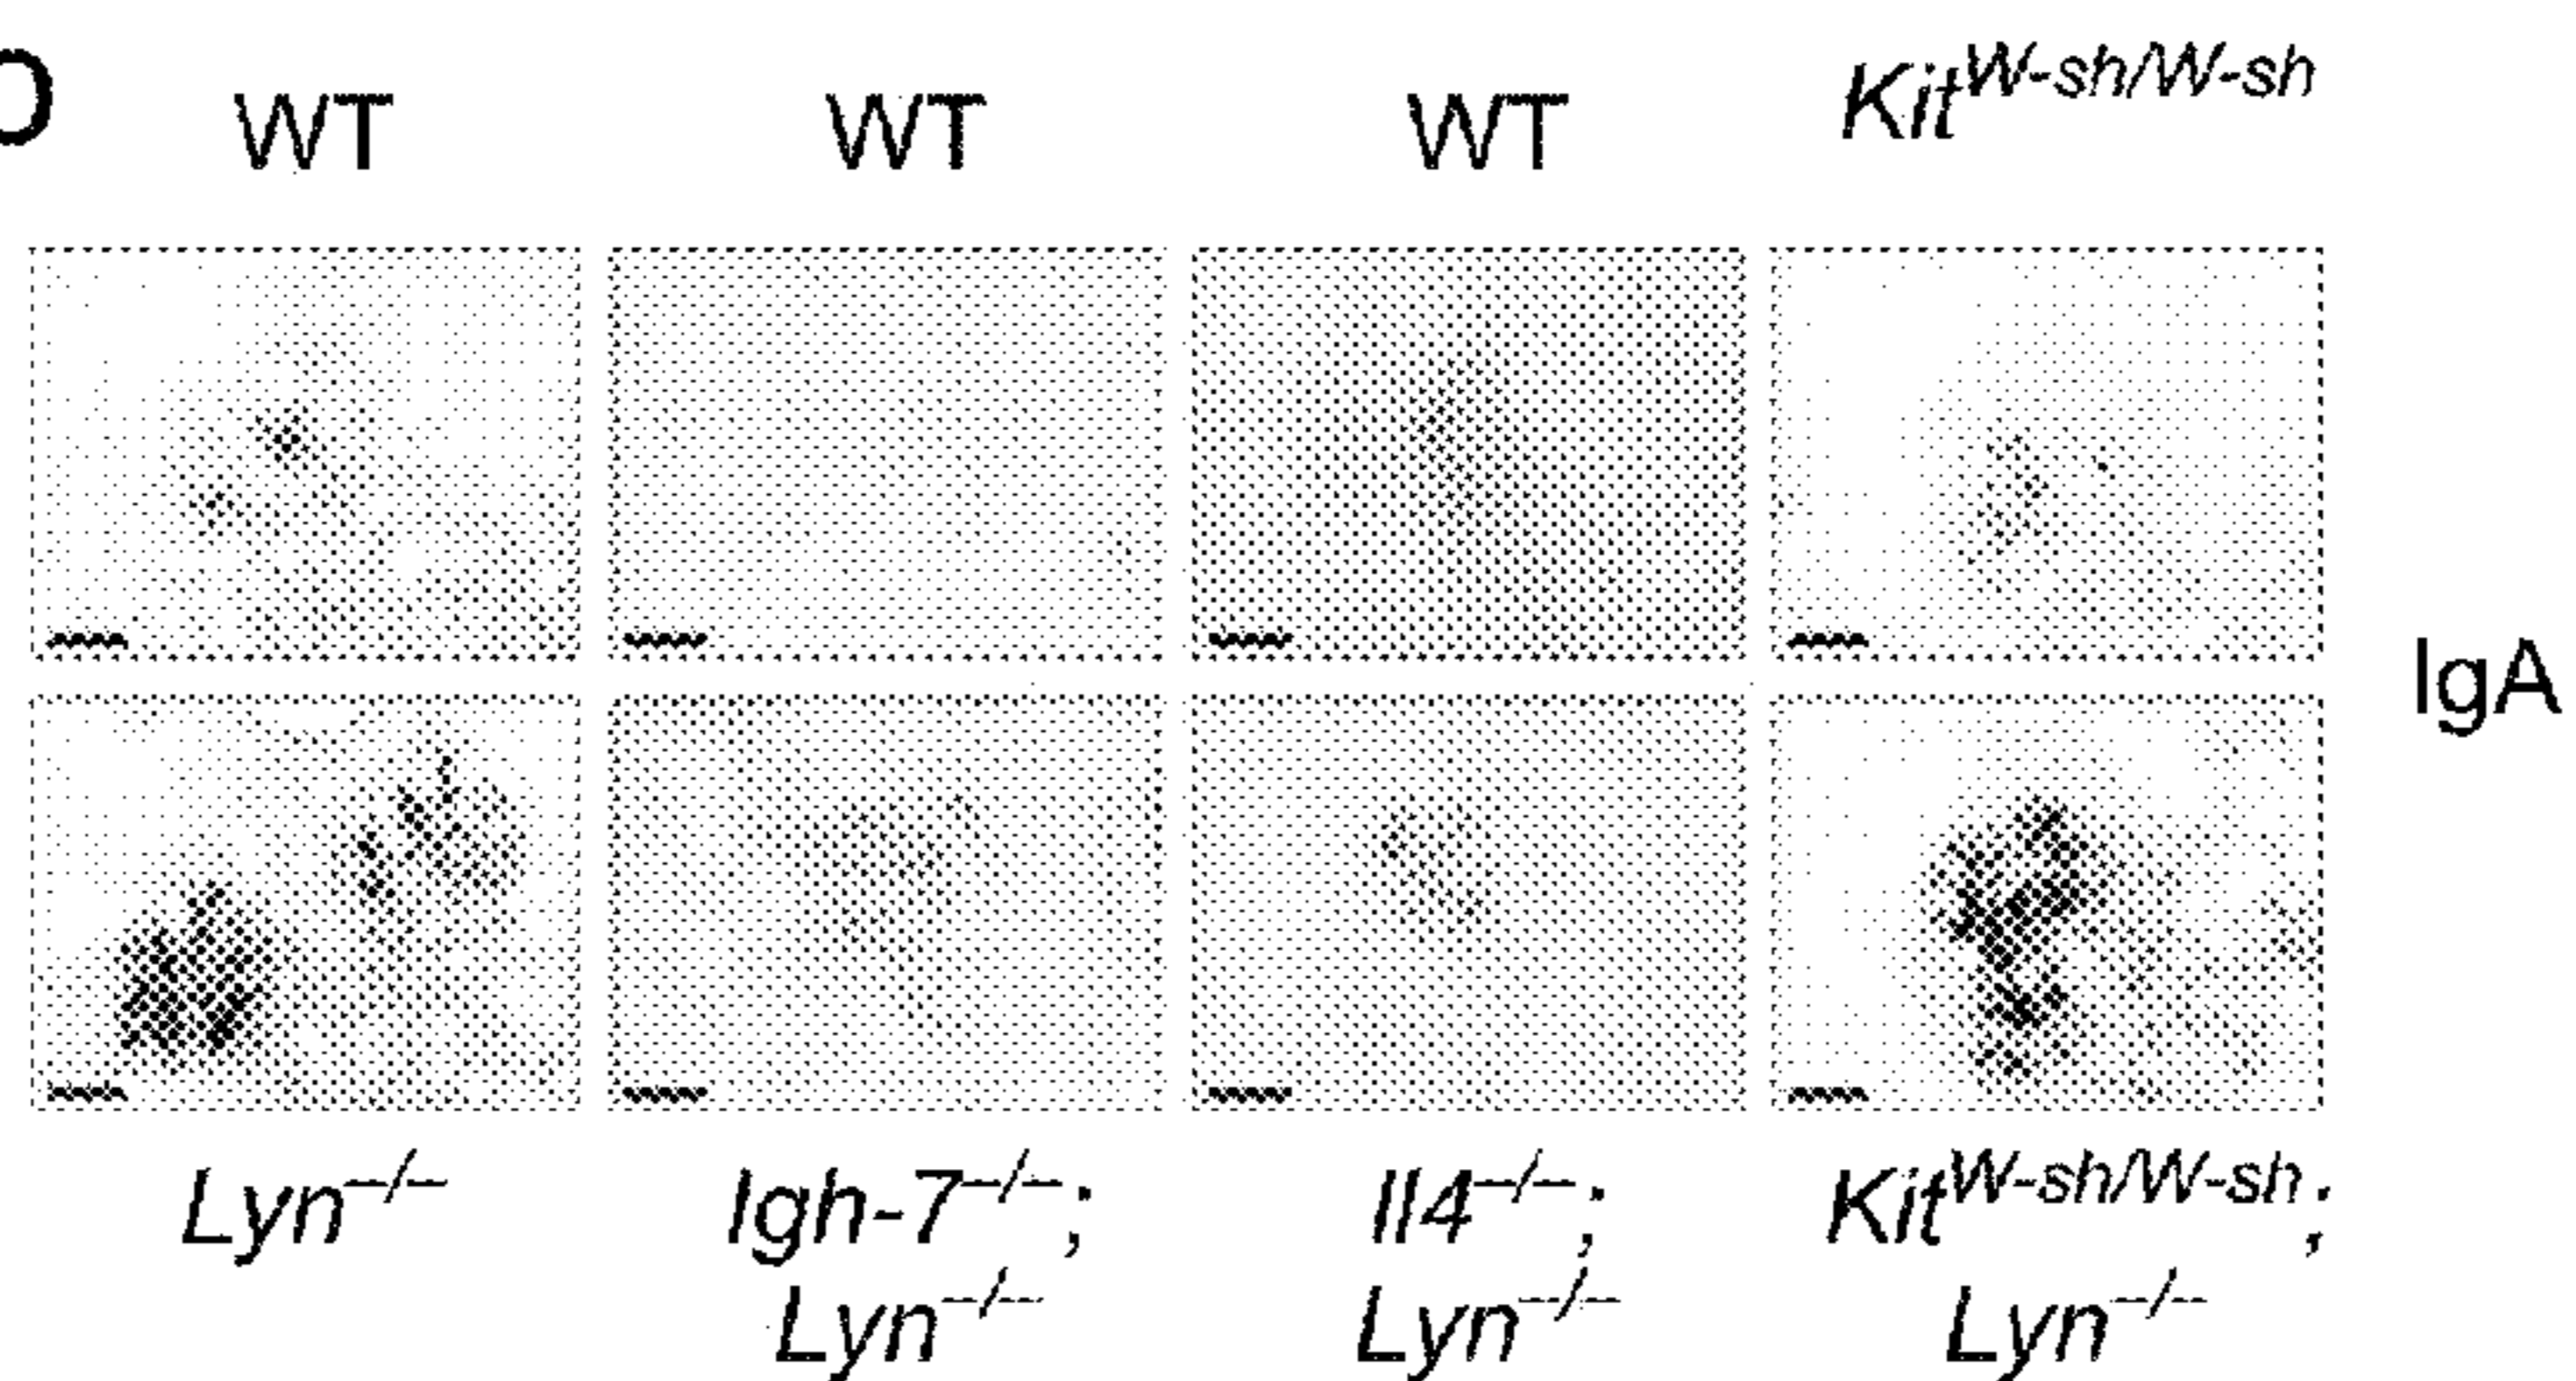 WT WT WT Kit^W-sh/W-sh
IgA
Lyn–/– Igh-7–/–; Il4–/–; Kit^W-sh/W-sh;
Lyn–/– Lyn–/– Lyn–/–